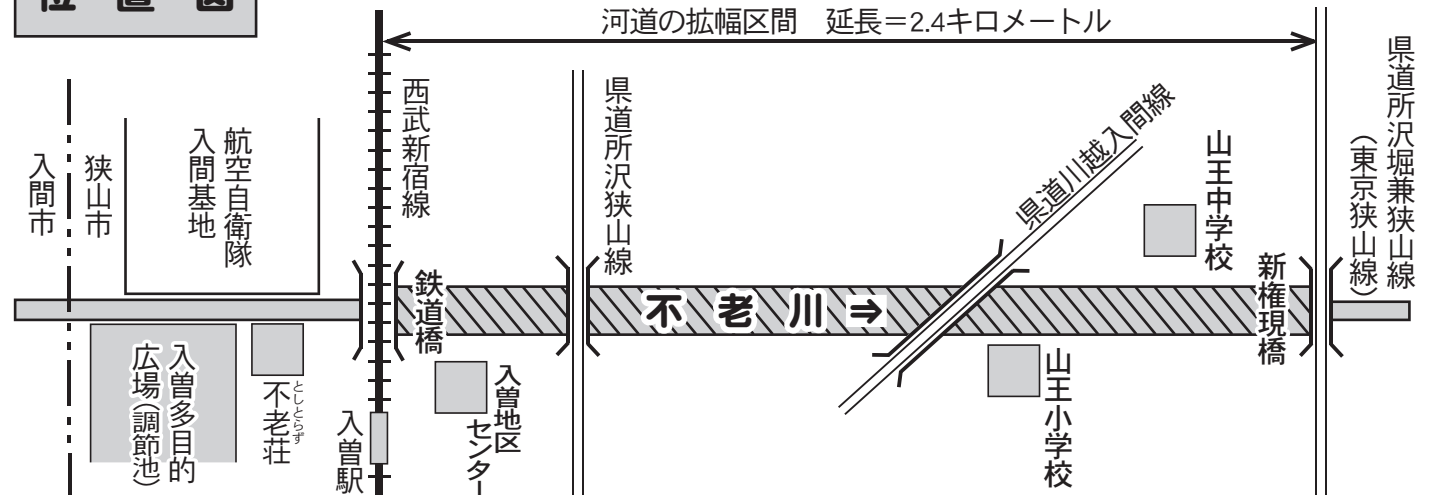 位置図
河道の拡幅区間　延長＝2.4キロメートル
県道所沢堀兼狭山線
（東京狭山線）
山王中学校
県道川越入間線
県道所沢狭山線
西武新宿線
航空自衛隊
入間基地
狭山市
入間市
新権現橋
鉄道橋
不老川⇒
山王小学校
入曽地区
センター
入曽駅
としとらず
不老荘
入曽多目的
広場（調節池）